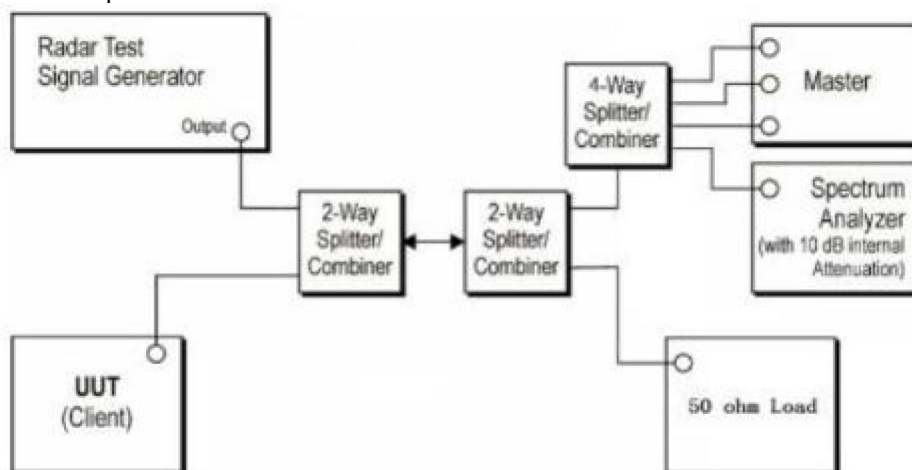 Radar Test
Signal Generator
Output
4-Way
Splitter/
Combiner
Master
Spectrum
Analyzer
(with 10 dB internal
Attenuation)
2-Way
Splitter/
Combiner
2-Way
Splitter/
Combiner
UUT
(Client)
50 ohm Load